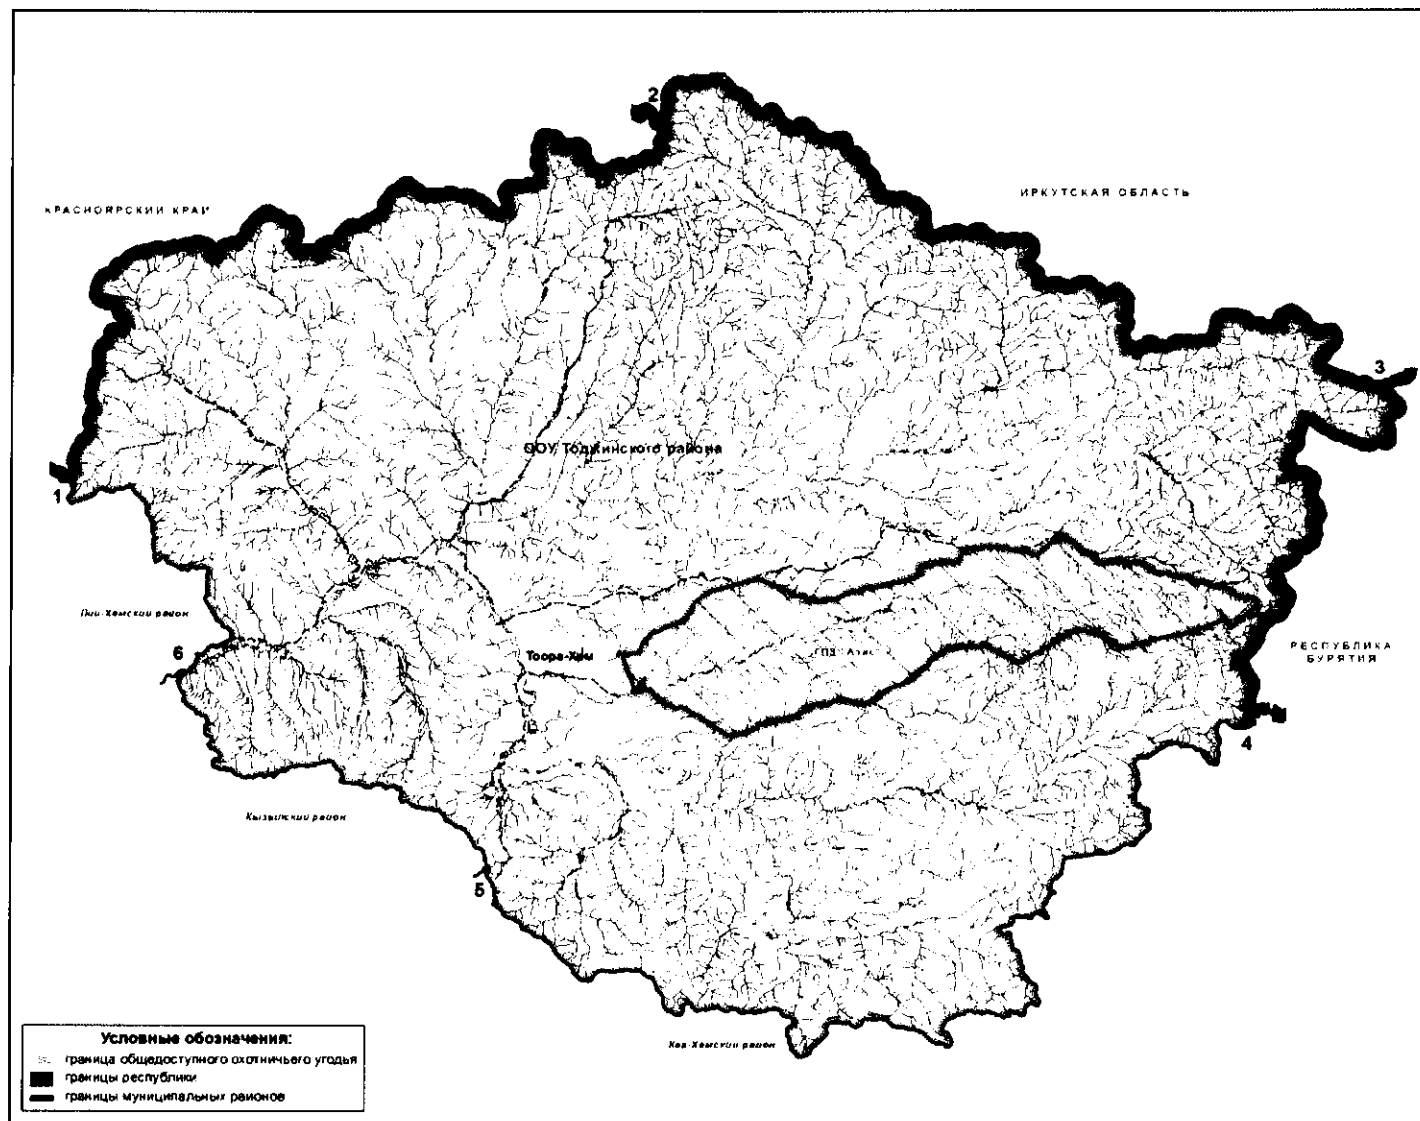 2
ИРКУТСКАЯ ОБЛАСТЬ
КРАСНОЯРСКИЙ КРАЙ
3
ООУ Тоджинского района
1
Пий-Хемский район
6
Тоора-Хем
РЕСПУБЛИКА
БУРЯТИЯ
4
Кызылский район
5
Каа-Хемский район
Условные обозначения:
граница общедоступного охотничьего угодья
границы республики
границы муниципальных районов